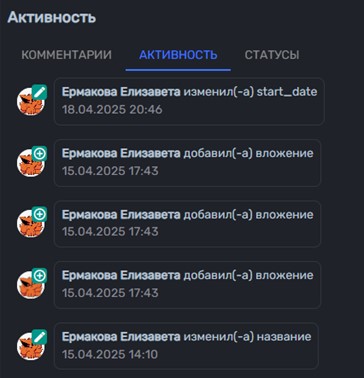 Активность
КОММЕНТАРИИ АКТИВНОСТЬ СТАТУСЫ
Ермакова Елизавета изменил(-а) start_date
18.04.2025 20:46
Ермакова Елизавета добавил(-а) вложение
15.04.2025 17:43
Ермакова Елизавета добавил(-а) вложение
15.04.2025 17:43
Ермакова Елизавета добавил(-а) вложение
15.04.2025 17:43
Ермакова Елизавета изменил(-а) название
15.04.2025 14:10